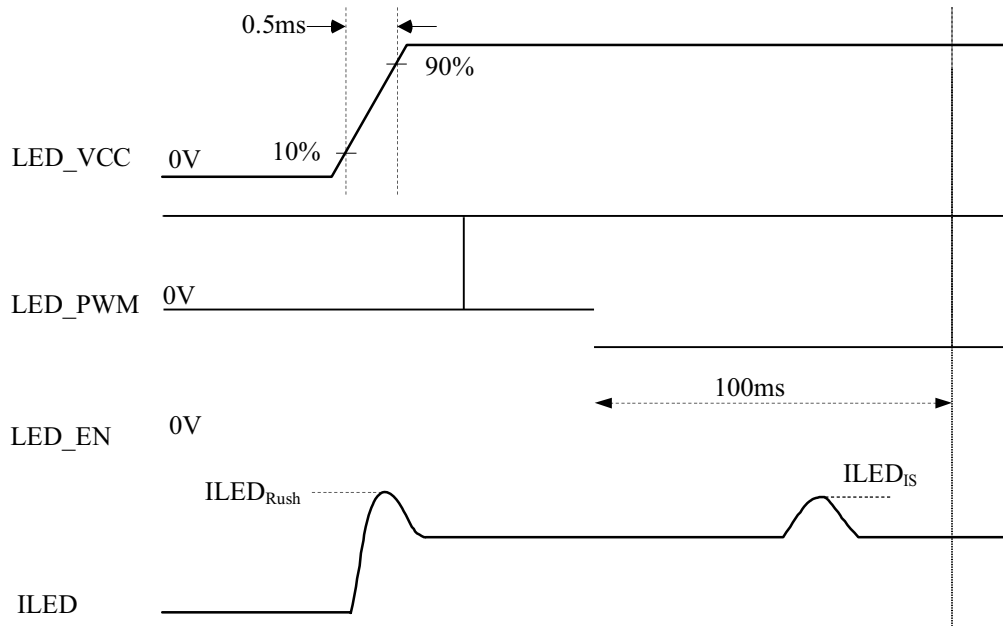 0.5ms
90%
10%
LED_VCC
0V
LED_PWM
0V
100ms
LED_EN
0V
ILEDRush
ILEDIS
ILED